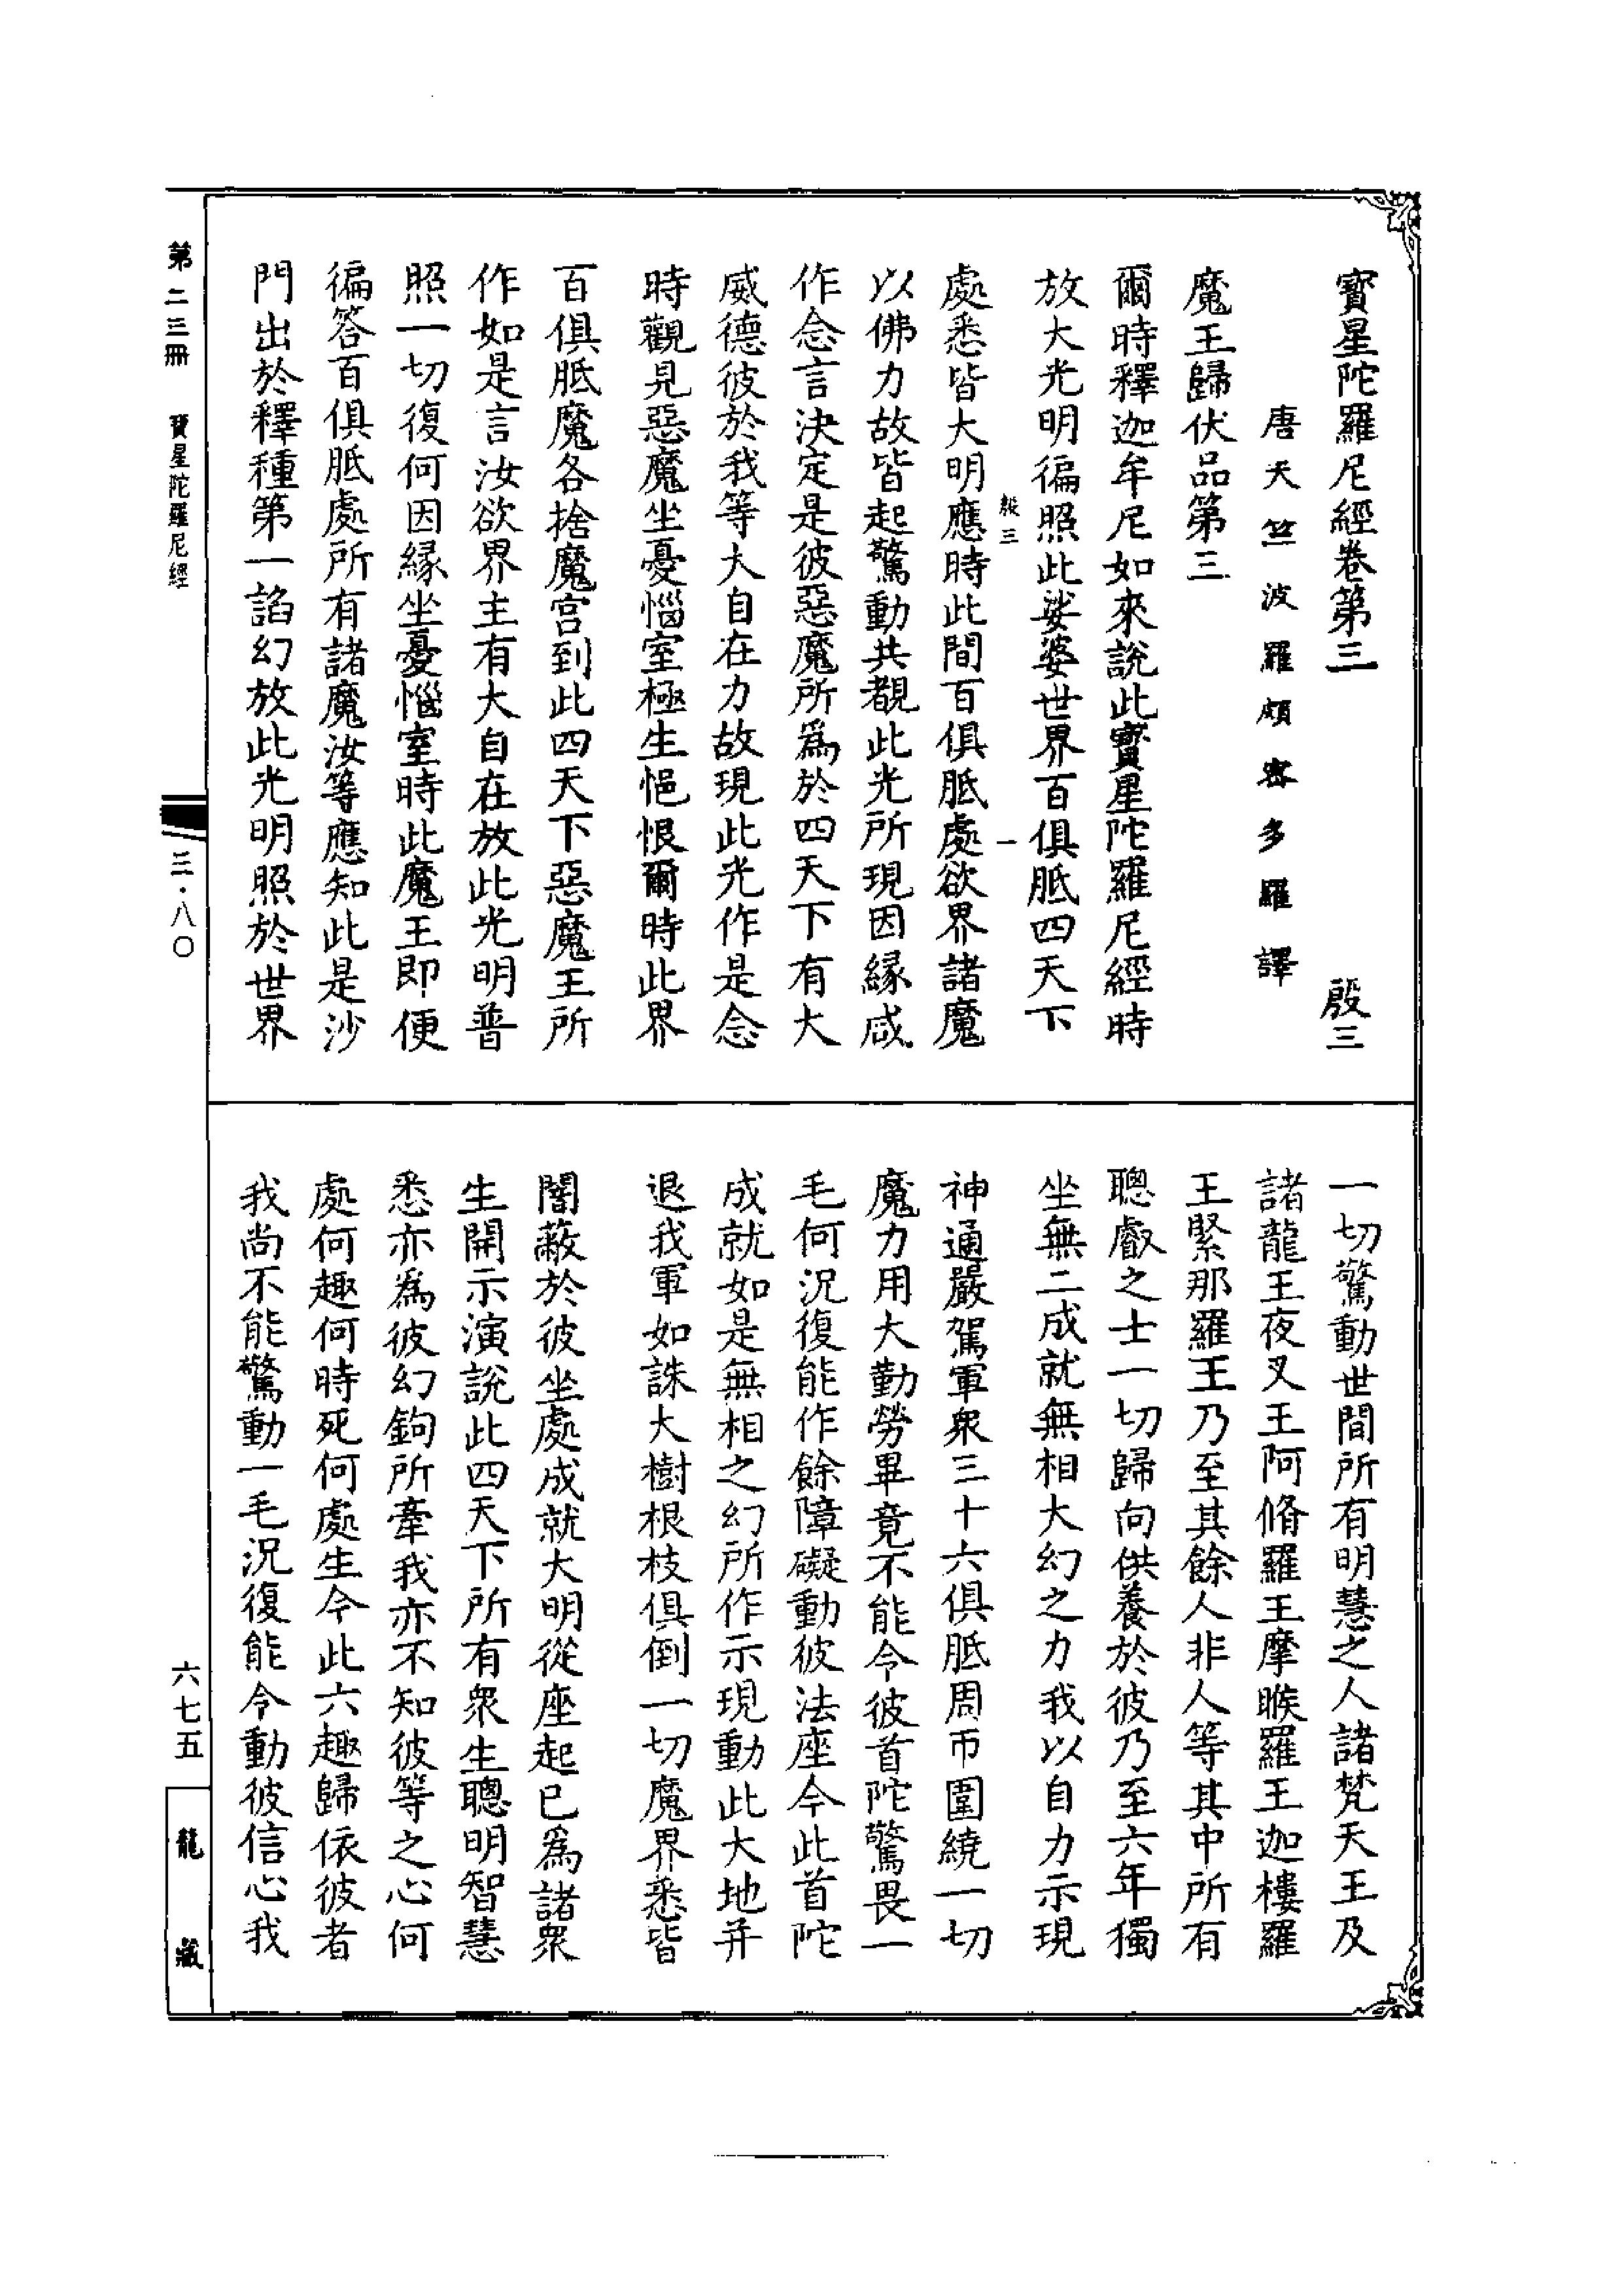 寶星陀羅尼經卷第三 殷三
唐天竺波羅頗蜜多羅譯
魔王歸伏品第三
爾時釋迦牟尼如來說此寶星陀羅尼經時
放大光明徧照此娑婆世界百俱胝四天下
殷三 一
處悉皆大明應時此間百俱胝處欲界諸魔
以佛力故皆起驚動共覩此光所現因緣咸
作念言決定是彼惡魔所爲於四天下有大
威德彼於我等大自在力故現此光作是念
時觀見惡魔坐憂惱室極生悒恨爾時此界
百俱胝魔各捨魔宮到此四天下惡魔王所
作如是言汝欲界主有大自在放此光明普
照一切復何因緣坐憂惱室時此魔王即便
徧答百俱胝處所有諸魔汝等應知此是沙
門出於釋種第一諂幻放此光明照於世界
一切驚動世間所有明慧之人諸梵天王及
諸龍王夜叉王阿脩羅王摩睺羅王迦樓羅
王緊那羅王乃至其餘人非人等其中所有
聰叡之士一切歸向供養於彼乃至六年獨
坐無二成就無相大幻之力我以自力示現
神通嚴駕軍衆三十六俱胝周帀圍繞一切
魔力用大勤勞畢竟不能令彼首陀驚畏一
毛何況復能作餘障礙動彼法座今此首陀
成就如是無相之幻所作示現動此大地并
退我軍如誅大樹根枝俱倒一切魔界悉皆
闇蔽於彼坐處成就大明從座起已爲諸衆
生開示演說此四天下所有衆生聰明智慧
悉亦爲彼幻鉤所牽我亦不知彼等之心何
處何趣何時死何處生今此六趣歸依彼者
我尚不能驚動一毛況復能令動彼信心我
第二三冊 寶星陀羅尼經 三·八〇 六七五 龍藏